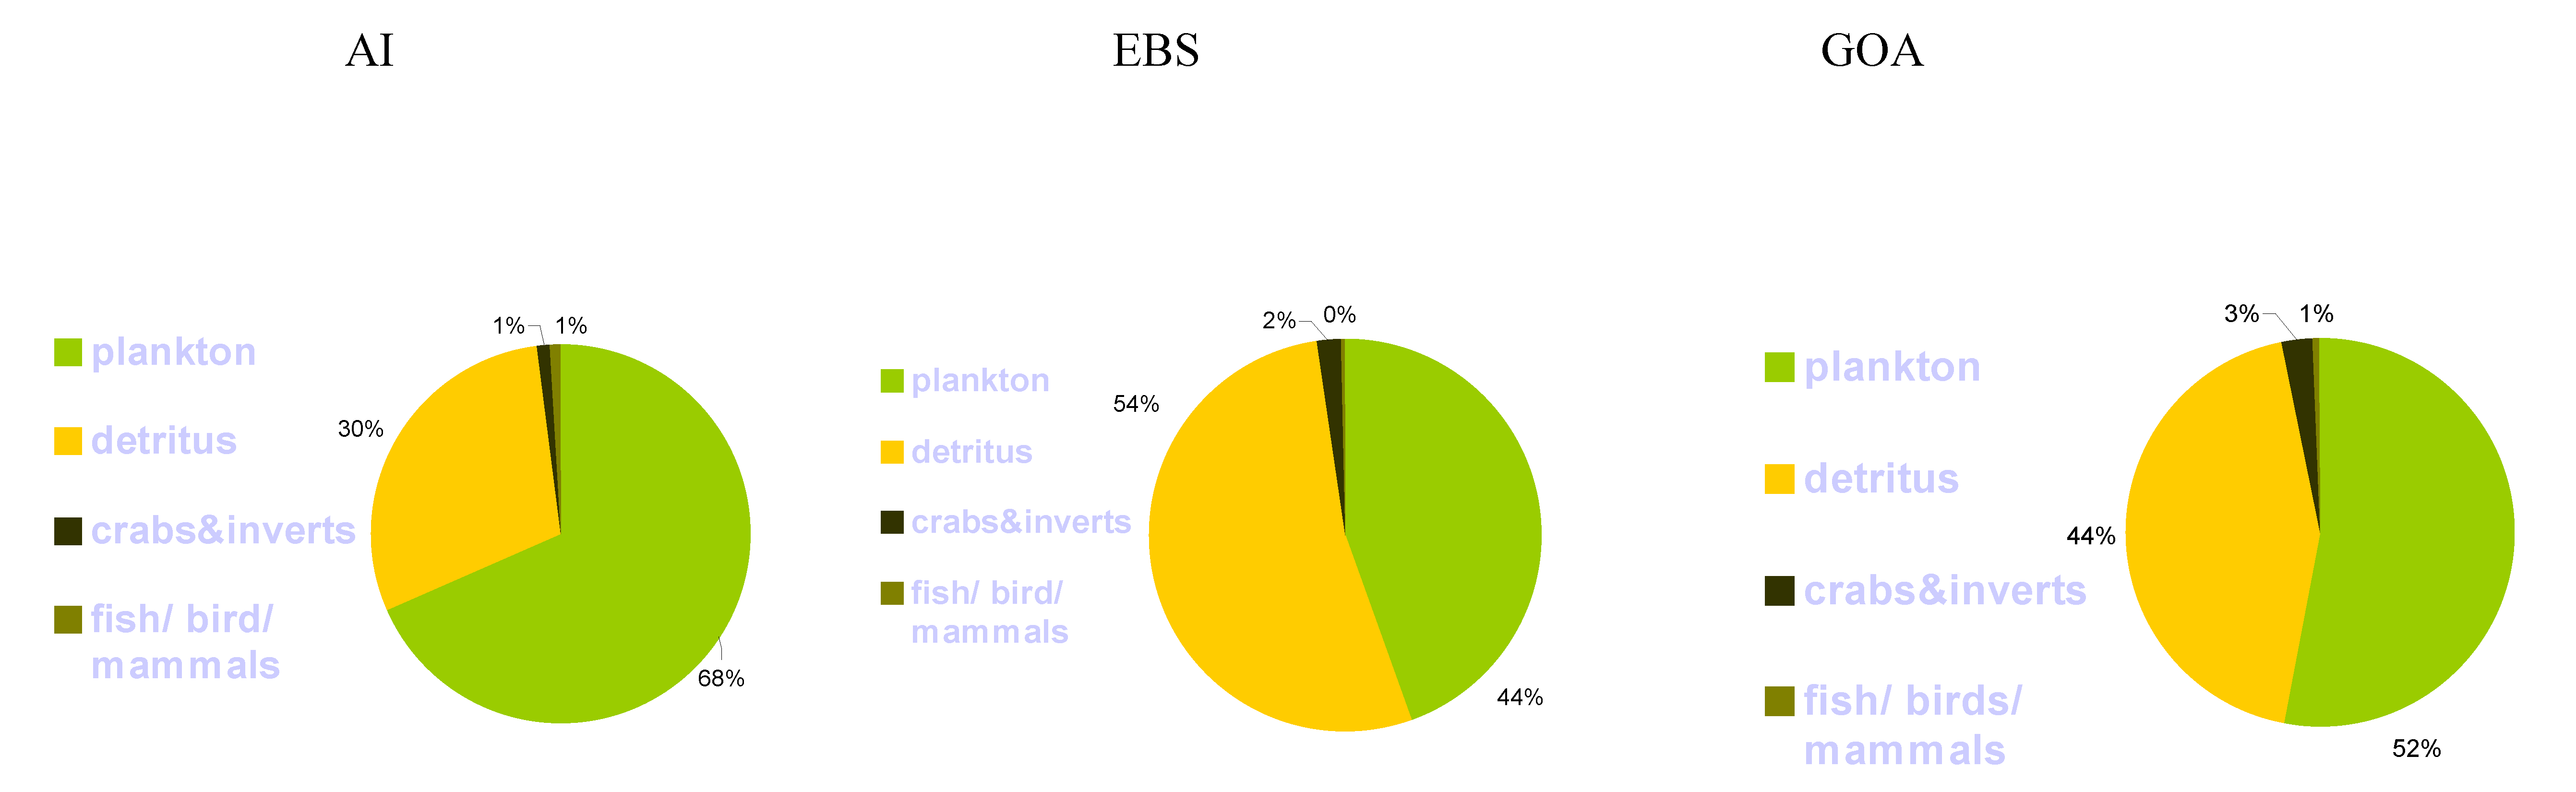 AI
1%
1%
plankton
30%
detritus
crabs&inverts
fish/ bird/
mammals
68%
EBS
2%
0%
plankton
54%
detritus
crabs&inverts
fish/ bird/
mammals
44%
GOA
3%
1%
plankton
detritus
44%
crabs&inverts
fish/ birds/
mammals
52%